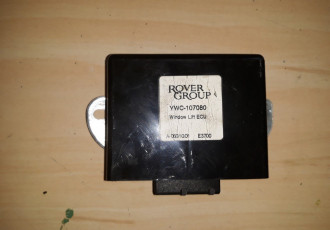 ROVER
GROUP
YWC-107080
Window Lift ECU
E3700